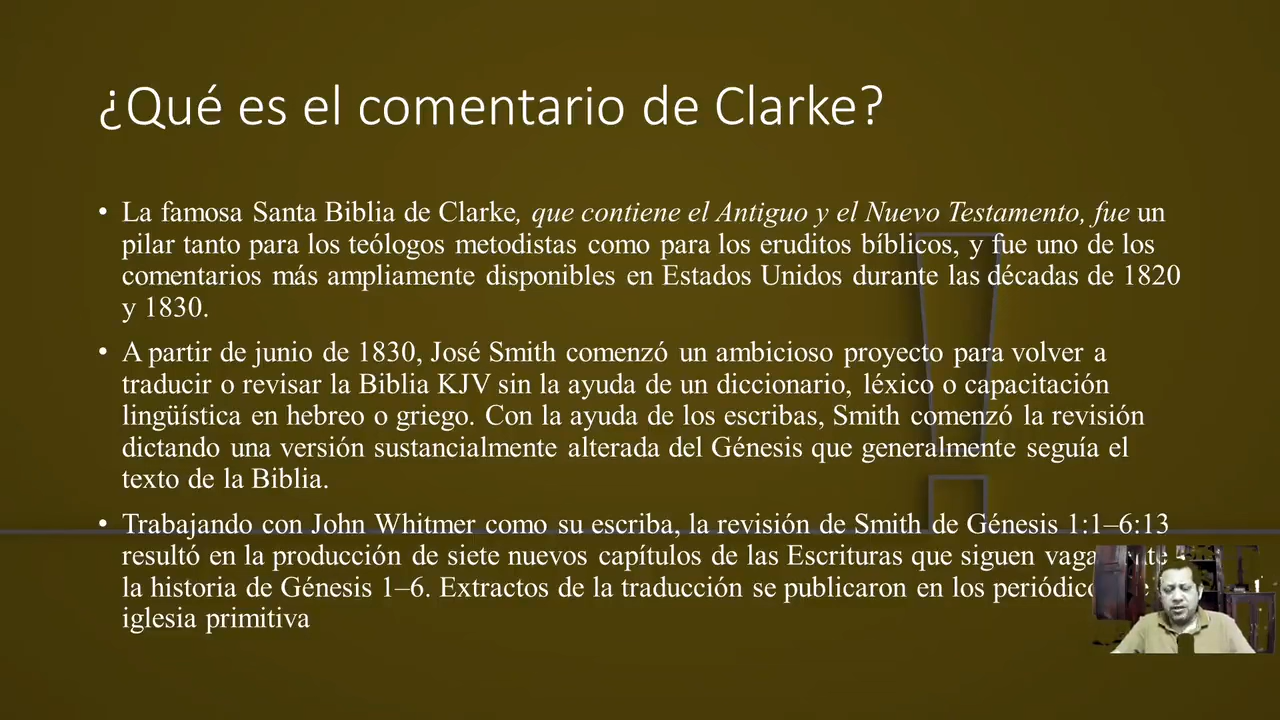 ¿Qué es el comentario de Clarke?
• La famosa Santa Biblia de Clarke, que contiene el Antiguo y el Nuevo Testamento, fue un
pilar tanto para los teólogos metodistas como para los eruditos bíblicos, y fue uno de los
comentarios más ampliamente disponibles en Estados Unidos durante las décadas de 1820
y 1830.
• A partir de junio de 1830, José Smith comenzó un ambicioso proyecto para volver a
traducir o revisar la Biblia KJV sin la ayuda de un diccionario, léxico o capacitación
lingüística en hebreo o griego. Con la ayuda de los escribas, Smith comenzó la revisión
dictando una versión sustancialmente alterada del Génesis que generalmente seguía el
texto de la Biblia.
• Trabajando con John Whitmer como su escriba, la revisión de Smith de Génesis 1:1–6:13
resultó en la producción de siete nuevos capítulos de las Escrituras que siguen
la historia de Génesis 1–6. Extractos de la traducción se publicaron en los
iglesia primitiva